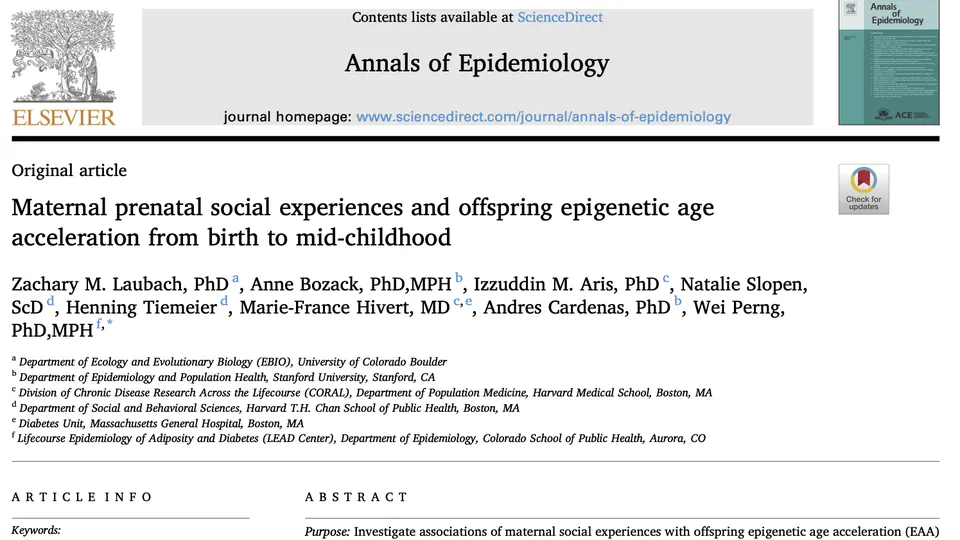 Contents lists available at ScienceDirect
Annals of Epidemiology
journal homepage: www.sciencedirect.com/journal/annals-of-epidemiology
ELSEVIER
Annals
of
Epidemiology
ACE
Original article
Check for
updates
Maternal prenatal social experiences and offspring epigenetic age
acceleration from birth to mid-childhood
Zachary M. Laubach, PhD a, Anne Bozack, PhD,MPH b, Izzuddin M. Aris, PhD c, Natalie Slopen,
ScD d, Henning Tiemeier d, Marie-France Hivert, MD c,e, Andres Cardenas, PhD b, Wei Perng,
PhD,MPH f,*
a Department of Ecology and Evolutionary Biology (EBIO), University of Colorado Boulder
b Department of Epidemiology and Population Health, Stanford University, Stanford, CA
c Division of Chronic Disease Research Across the Lifecourse (CORAL), Department of Population Medicine, Harvard Medical School, Boston, MA
d Department of Social and Behavioral Sciences, Harvard T.H. Chan School of Public Health, Boston, MA
e Diabetes Unit, Massachusetts General Hospital, Boston, MA
f Lifecourse Epidemiology of Adiposity and Diabetes (LEAD Center), Department of Epidemiology, Colorado School of Public Health, Aurora, CO
ARTICLE INFO
Keywords:
ABSTRACT
Purpose: Investigate associations of maternal social experiences with offspring epigenetic age acceleration (EAA)